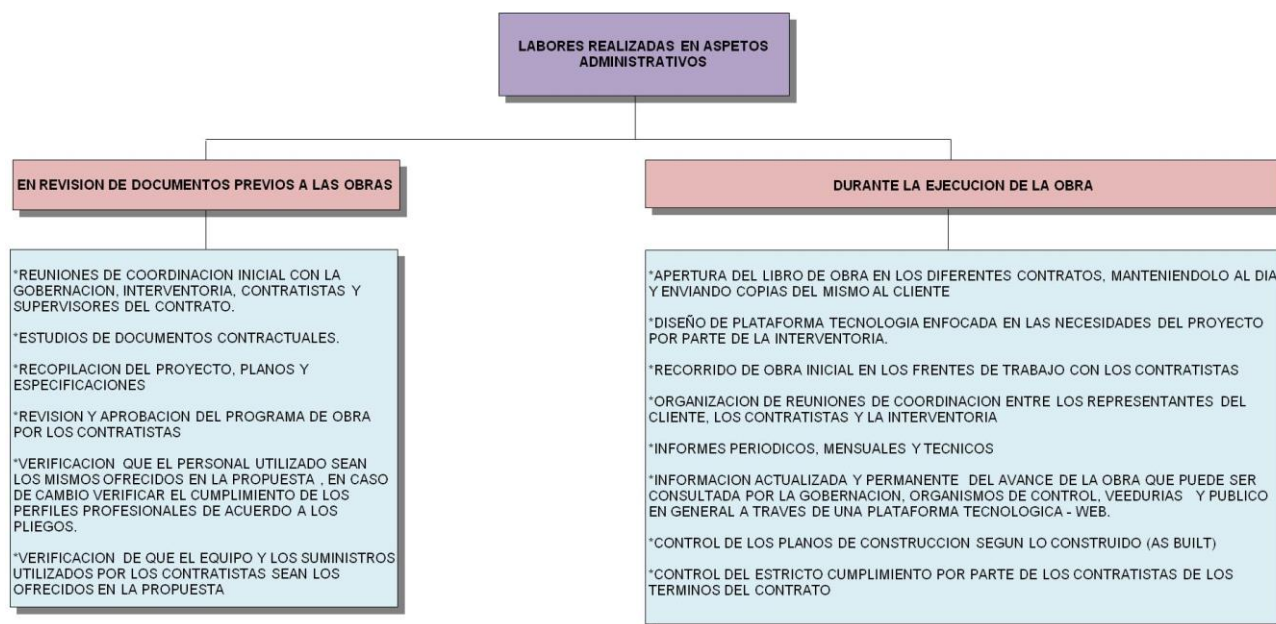 LABORES REALIZADAS EN ASPETOS
ADMINISTRATIVOS
EN REVISION DE DOCUMENTOS PREVIOS A LAS OBRAS
*REUNIONES DE COORDINACION INICIAL CON LA
GOBERNACION, INTERVENTORIA, CONTRATISTAS Y
SUPERVISORES DEL CONTRATO.
*ESTUDIOS DE DOCUMENTOS CONTRACTUALES.
*RECOPILACION DEL PROYECTO, PLANOS Y
ESPECIFICACIONES
*REVISION Y APROBACION DEL PROGRAMA DE OBRA
POR LOS CONTRATISTAS
*VERIFICACION QUE EL PERSONAL UTILIZADO SEAN
LOS MISMOS OFRECIDOS EN LA PROPUESTA , EN CASO
DE CAMBIO VERIFICAR EL CUMPLIMIENTO DE LOS
PERFILES PROFESIONALES DE ACUERDO A LOS
PLIEGOS.
*VERIFICACION DE QUE EL EQUIPO Y LOS SUMINISTROS
UTILIZADOS POR LOS CONTRATISTAS SEAN LOS
OFRECIDOS EN LA PROPUESTA
DURANTE LA EJECUCION DE LA OBRA
*APERTURA DEL LIBRO DE OBRA EN LOS DIFERENTES CONTRATOS, MANTENIENDOLO AL DIA
Y ENVIANDO COPIAS DEL MISMO AL CLIENTE
*DISEÑO DE PLATAFORMA TECNOLOGIA ENFOCADA EN LAS NECESIDADES DEL PROYECTO
POR PARTE DE LA INTERVENTORIA.
*RECORRIDO DE OBRA INICIAL EN LOS FRENTES DE TRABAJO CON LOS CONTRATISTAS
*ORGANIZACION DE REUNIONES DE COORDINACION ENTRE LOS REPRESENTANTES DEL
CLIENTE, LOS CONTRATISTAS Y LA INTERVENTORIA
*INFORMES PERIODICOS, MENSUALES Y TECNICOS
*INFORMACION ACTUALIZADA Y PERMANENTE DEL AVANCE DE LA OBRA QUE PUEDE SER
CONSULTADA POR LA GOBERNACION, ORGANISMOS DE CONTROL, VEEDURIAS Y PUBLICO
EN GENERAL A TRAVES DE UNA PLATAFORMA TECNOLOGICA - WEB.
*CONTROL DE LOS PLANOS DE CONSTRUCCION SEGUN LO CONSTRUIDO (AS BUILT)
*CONTROL DEL ESTRICTO CUMPLIMIENTO POR PARTE DE LOS CONTRATISTAS DE LOS
TERMINOS DEL CONTRATO